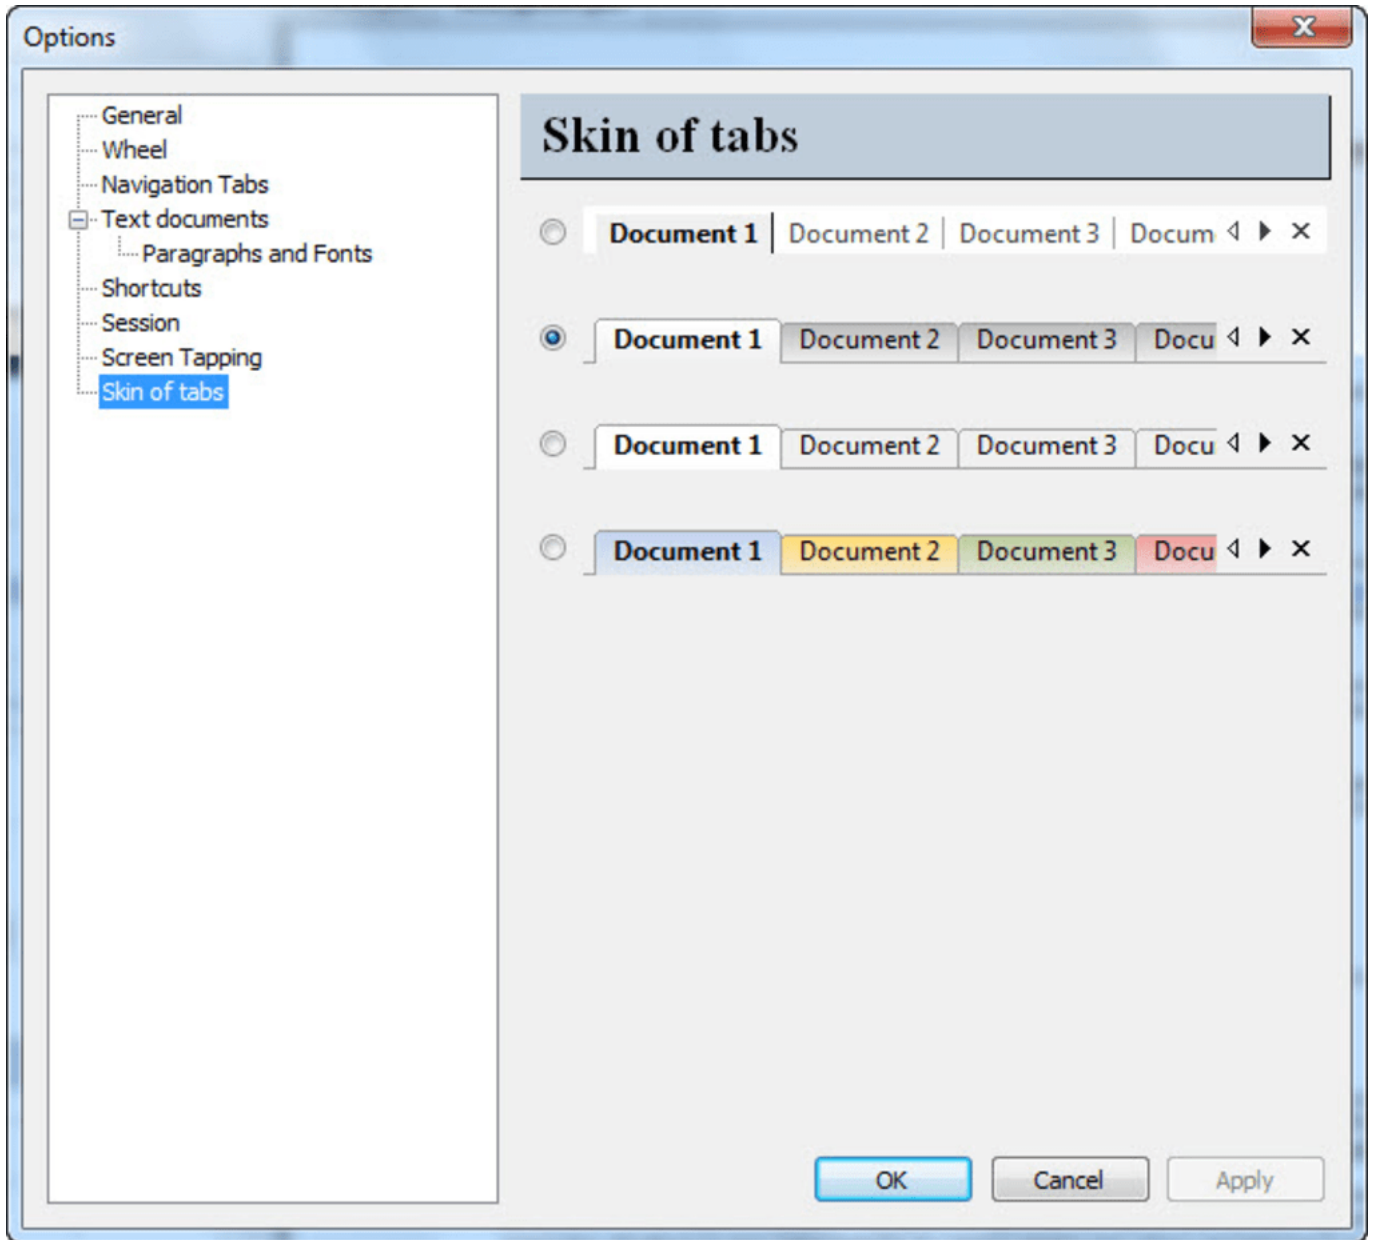 Options
General
Wheel
Navigation Tabs
Text documents
Paragraphs and Fonts
Shortcuts
Session
Screen Tapping
Skin of tabs
Skin of tabs
Document 1 Document 2 Document 3 Docum
Document 1 Document 2 Document 3 Docu
Document 1 Document 2 Document 3 Docu
Document 1 Document 2 Document 3 Docu
OK Cancel Apply